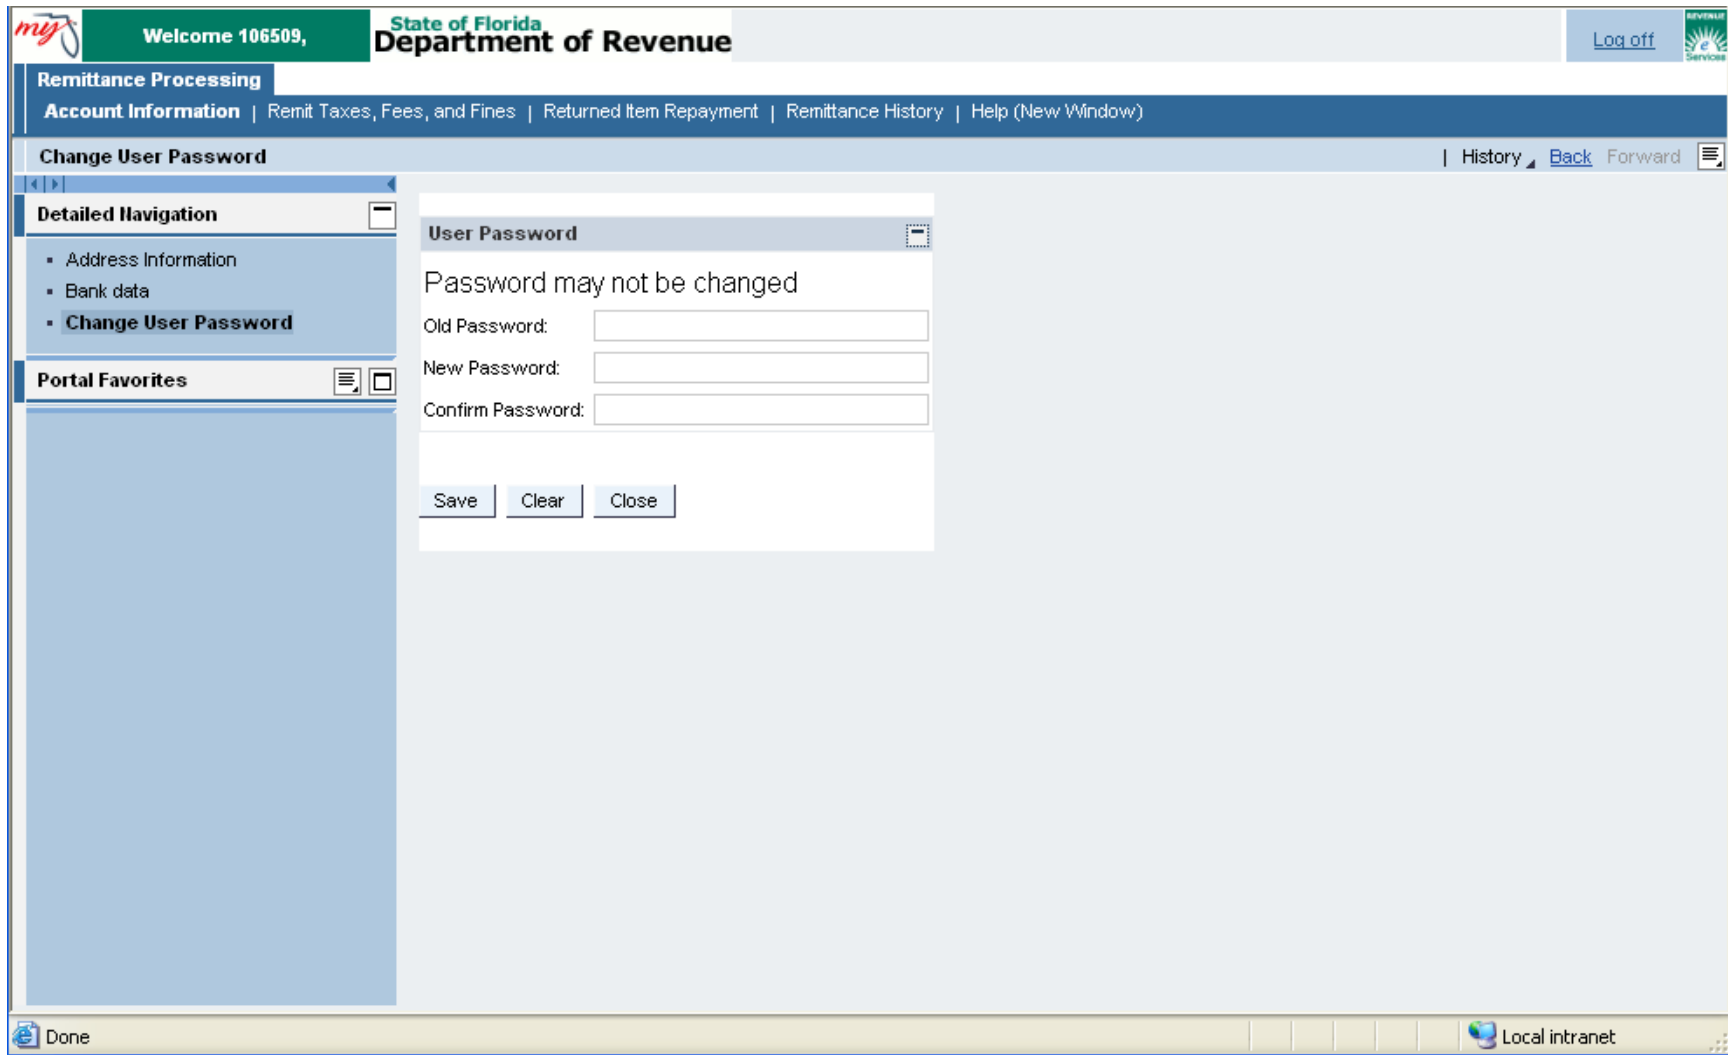 my
Welcome 106509,
State of Florida
Department of Revenue
Log off
REVENUE
e
Services
Remittance Processing
Account Information | Remit Taxes, Fees, and Fines | Returned Item Repayment | Remittance History | Help (New Window)
Change User Password
| History Back Forward
Detailed Navigation
Address Information
Bank data
Change User Password
Portal Favorites
User Password
Password may not be changed
Old Password:
New Password:
Confirm Password:
Save Clear Close
Done
Local intranet